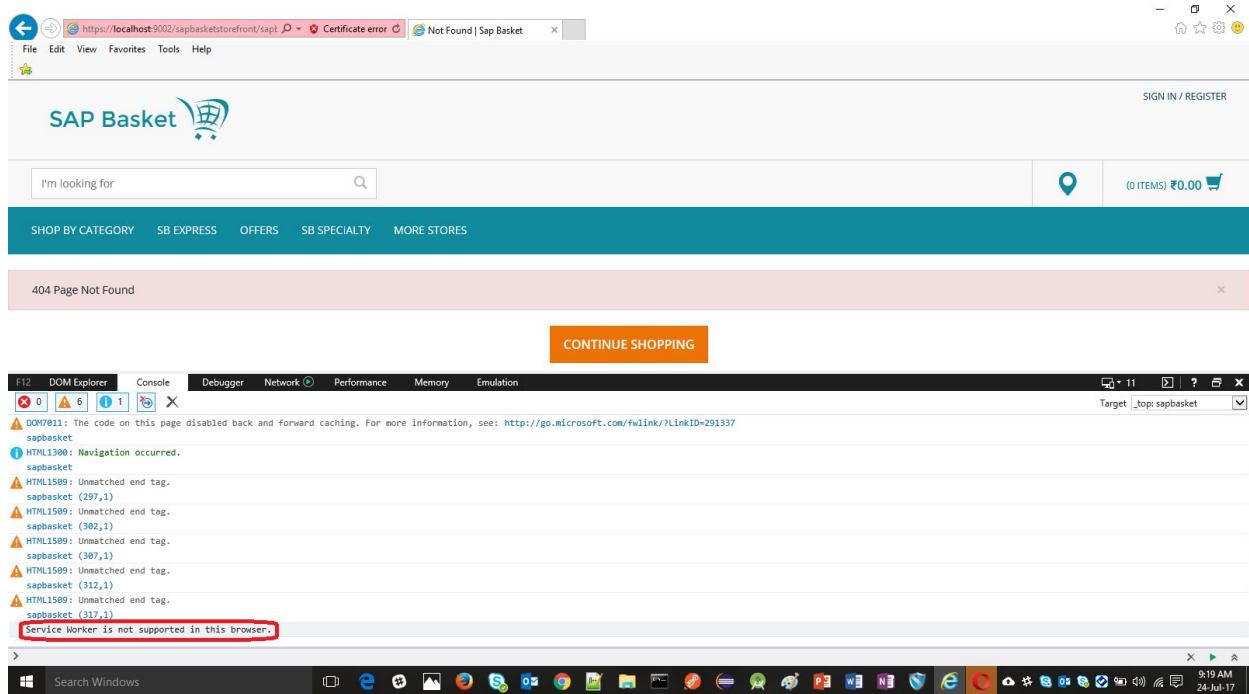 https://localhost:9002/sapbasketstorefront/sapt
Certificate error
Not Found | Sap Basket
File Edit View Favorites Tools Help
SIGN IN / REGISTER
SAP Basket
I'm looking for
(0 ITEMS) ₹0.00
SHOP BY CATEGORY SB EXPRESS OFFERS SB SPECIALTY MORE STORES
404 Page Not Found
CONTINUE SHOPPING
F12 DOM Explorer Console Debugger Network Performance Memory Emulation 11 ?
0 6 1 Target _top: sapbasket
DOM7011: The code on this page disabled back and forward caching. For more information, see: http://go.microsoft.com/fwlink/?LinkID=291337
sapbasket
HTML1300: Navigation occurred.
sapbasket
HTML1509: Unmatched end tag.
sapbasket (297,1)
HTML1509: Unmatched end tag.
sapbasket (302,1)
HTML1509: Unmatched end tag.
sapbasket (307,1)
HTML1509: Unmatched end tag.
sapbasket (312,1)
HTML1509: Unmatched end tag.
sapbasket (317,1)
Service Worker is not supported in this browser.
Search Windows
9:19 AM
24-Jul-17